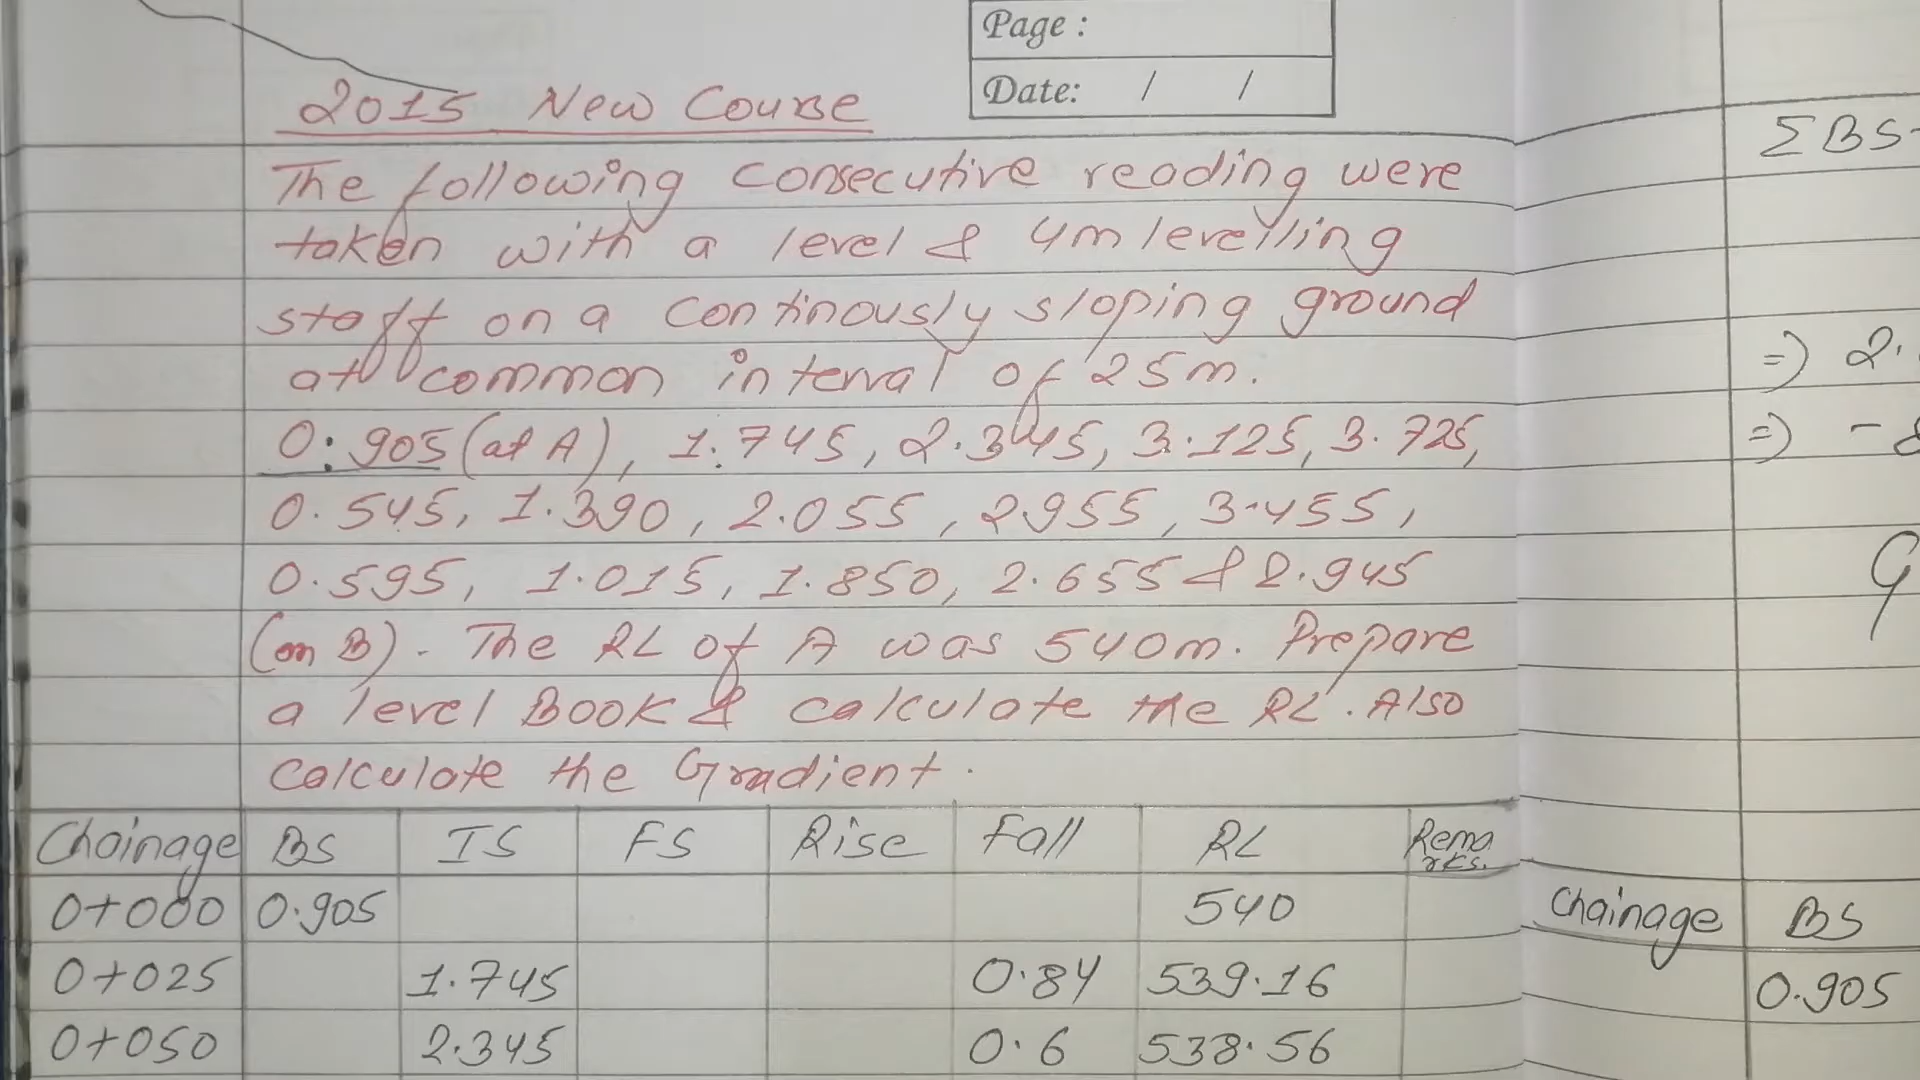 Page :
Date: / /
2015 New Course
The following consecutive reading were
taken with a level & 4m levelling
staff on a continously sloping ground
at common interval of 25m.
0.905 (at A), 1.745, 2.345, 3.125, 3.725,
0.545, 1.390, 2.055, 2.955, 3.455,
0.595, 1.015, 1.850, 2.655 & 2.945
(on B). The RL of A was 540m. Prepare
a level Book & calculate the RL. Also
calculate the Gradient.
Chainage BS IS FS Rise Fall RL Remarks.
0+000 0.905 540
0+025 1.745 0.84 539.16
0+050 2.345 0.6 538.56
ΣBS-
=) 2.
=) -
G
Chainage BS
0.905